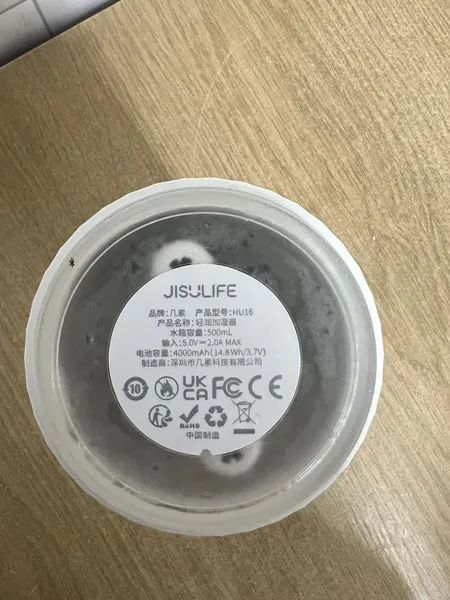 JISULIFE
品牌:几素 产品型号:HU16
产品名称:轻润加湿器
水箱容量:500mL
输入:5.0V⎓2.0A MAX
电池容量:4000mAh(14.8Wh/3.7V)
制造商:深圳市几素科技有限公司
10 UK CA FC CE
RoHS
中国制造